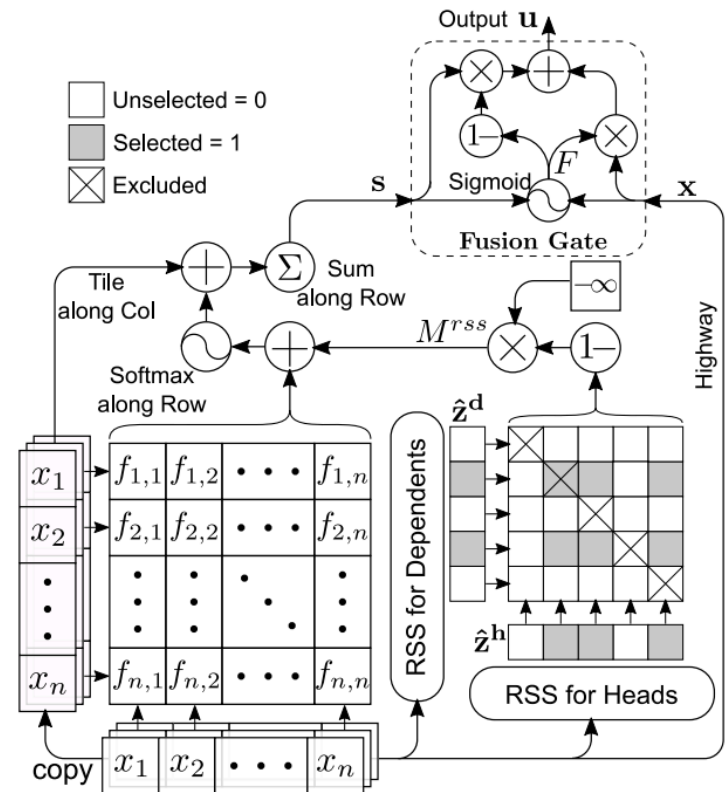 Output u
Unselected = 0
Selected = 1
Excluded
× + 
1− × 
F
s Sigmoid x
Fusion Gate
Tile along Col
+ Σ Sum along Row
−∞
Softmax along Row
+ M^{rss} × 1−
Highway
ẑ^d
x_1 f_{1,1} f_{1,2} • • • f_{1,n}
x_2 f_{2,1} f_{2,2} • • • f_{2,n}
• • •
x_n f_{n,1} f_{n,2} • • • f_{n,n}
RSS for Dependents
ẑ^h
RSS for Heads
copy x_1 x_2 • • • x_n